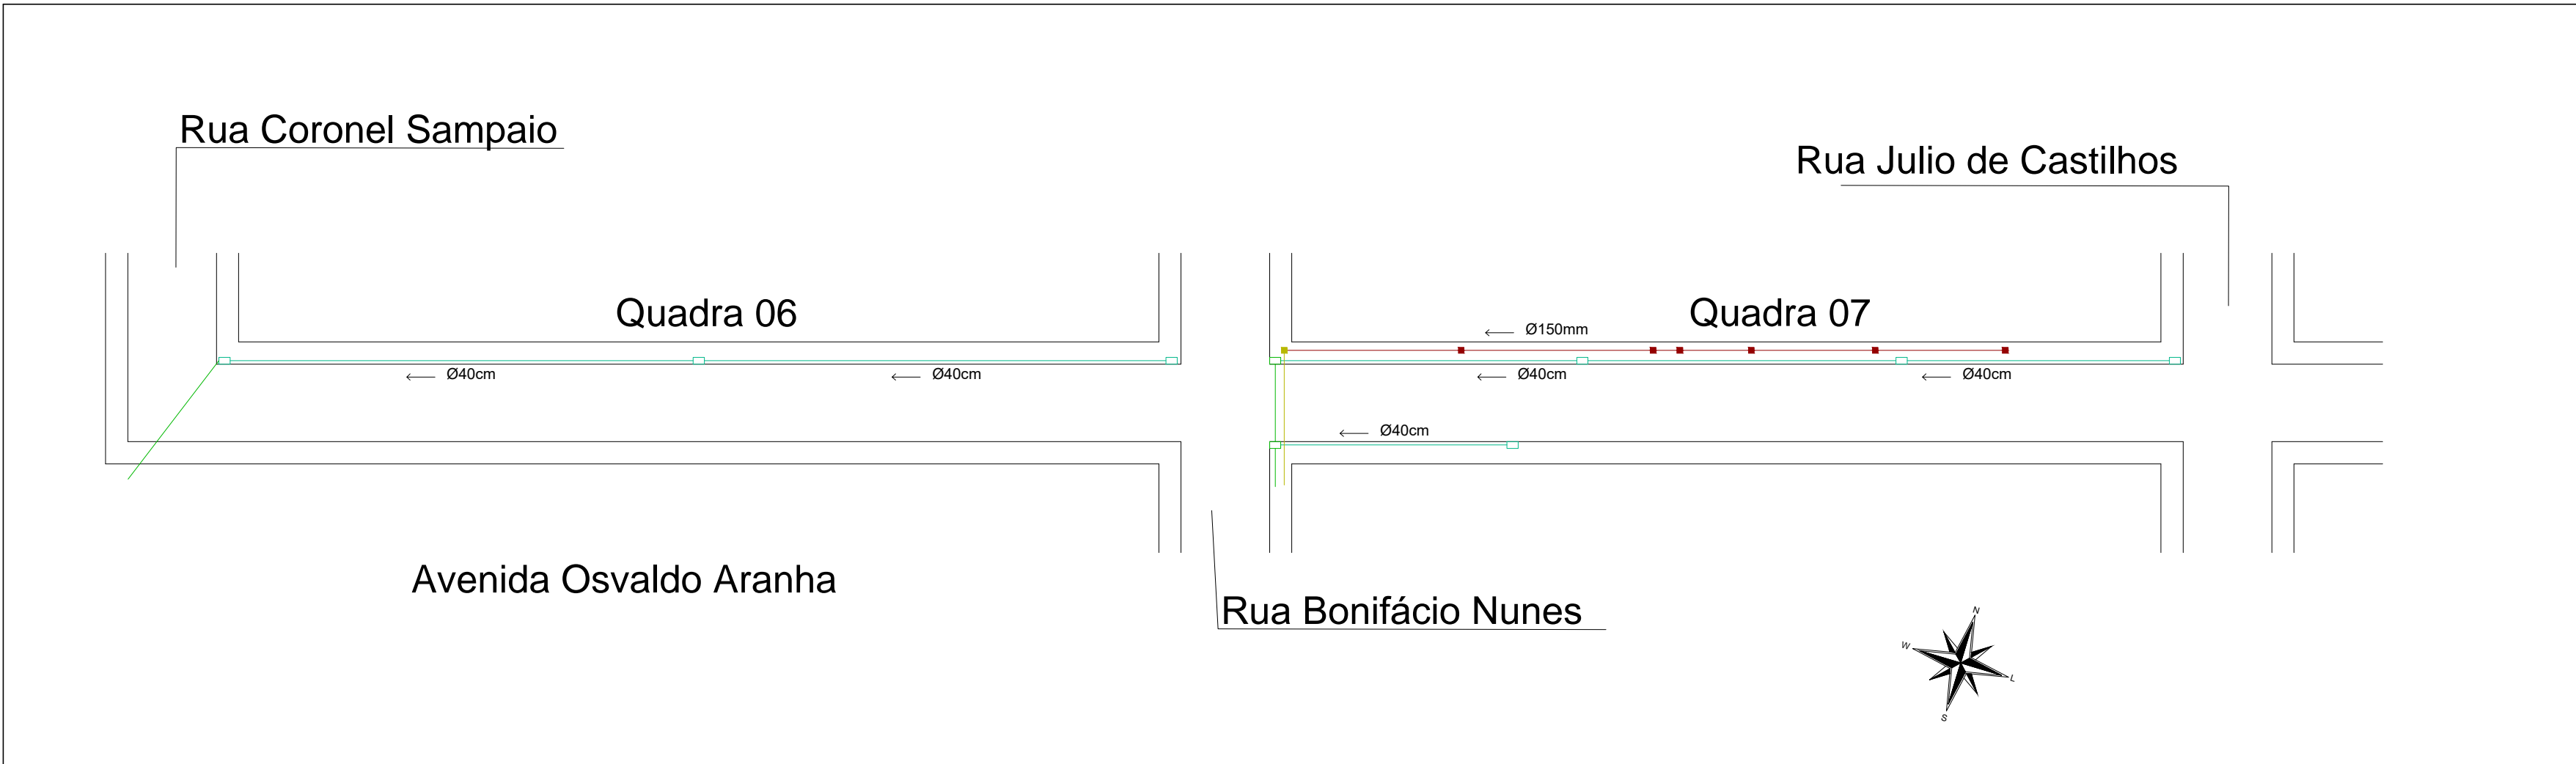 Rua Coronel Sampaio
Rua Julio de Castilhos
Quadra 06
Quadra 07
Ø150mm
Ø40cm
Ø40cm
Ø40cm
Ø40cm
Ø40cm
Avenida Osvaldo Aranha
Rua Bonifácio Nunes
N
W
L
S